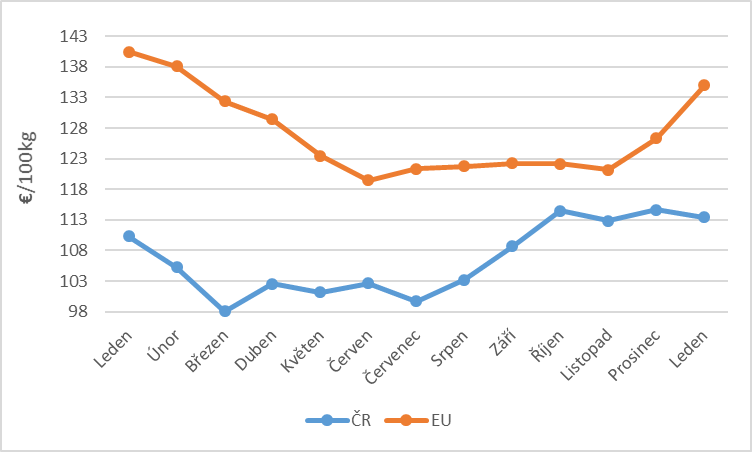 143
138
133
128
123
118
113
108
103
98
€/100kg
Leden
Únor
Březen
Duben
Květen
Červen
Červenec
Srpen
Září
Říjen
Listopad
Prosinec
Leden
ČR
EU